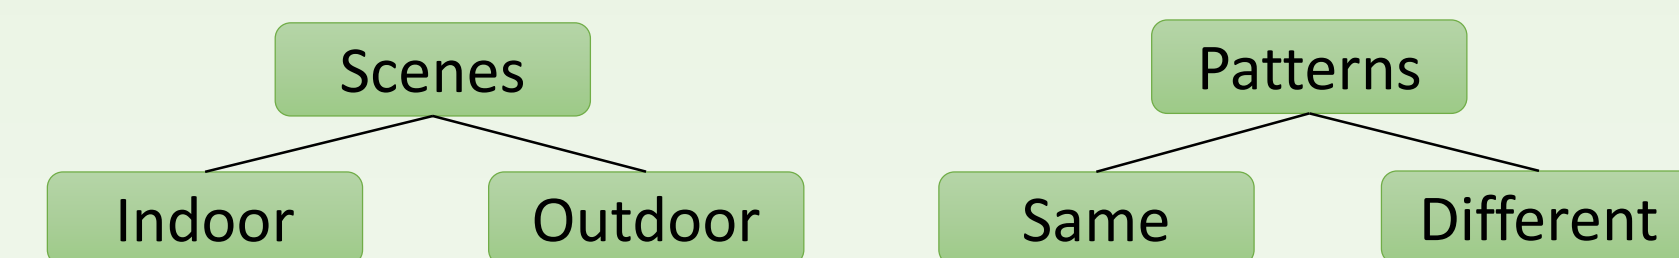 Scenes
Patterns
Indoor
Outdoor
Same
Different